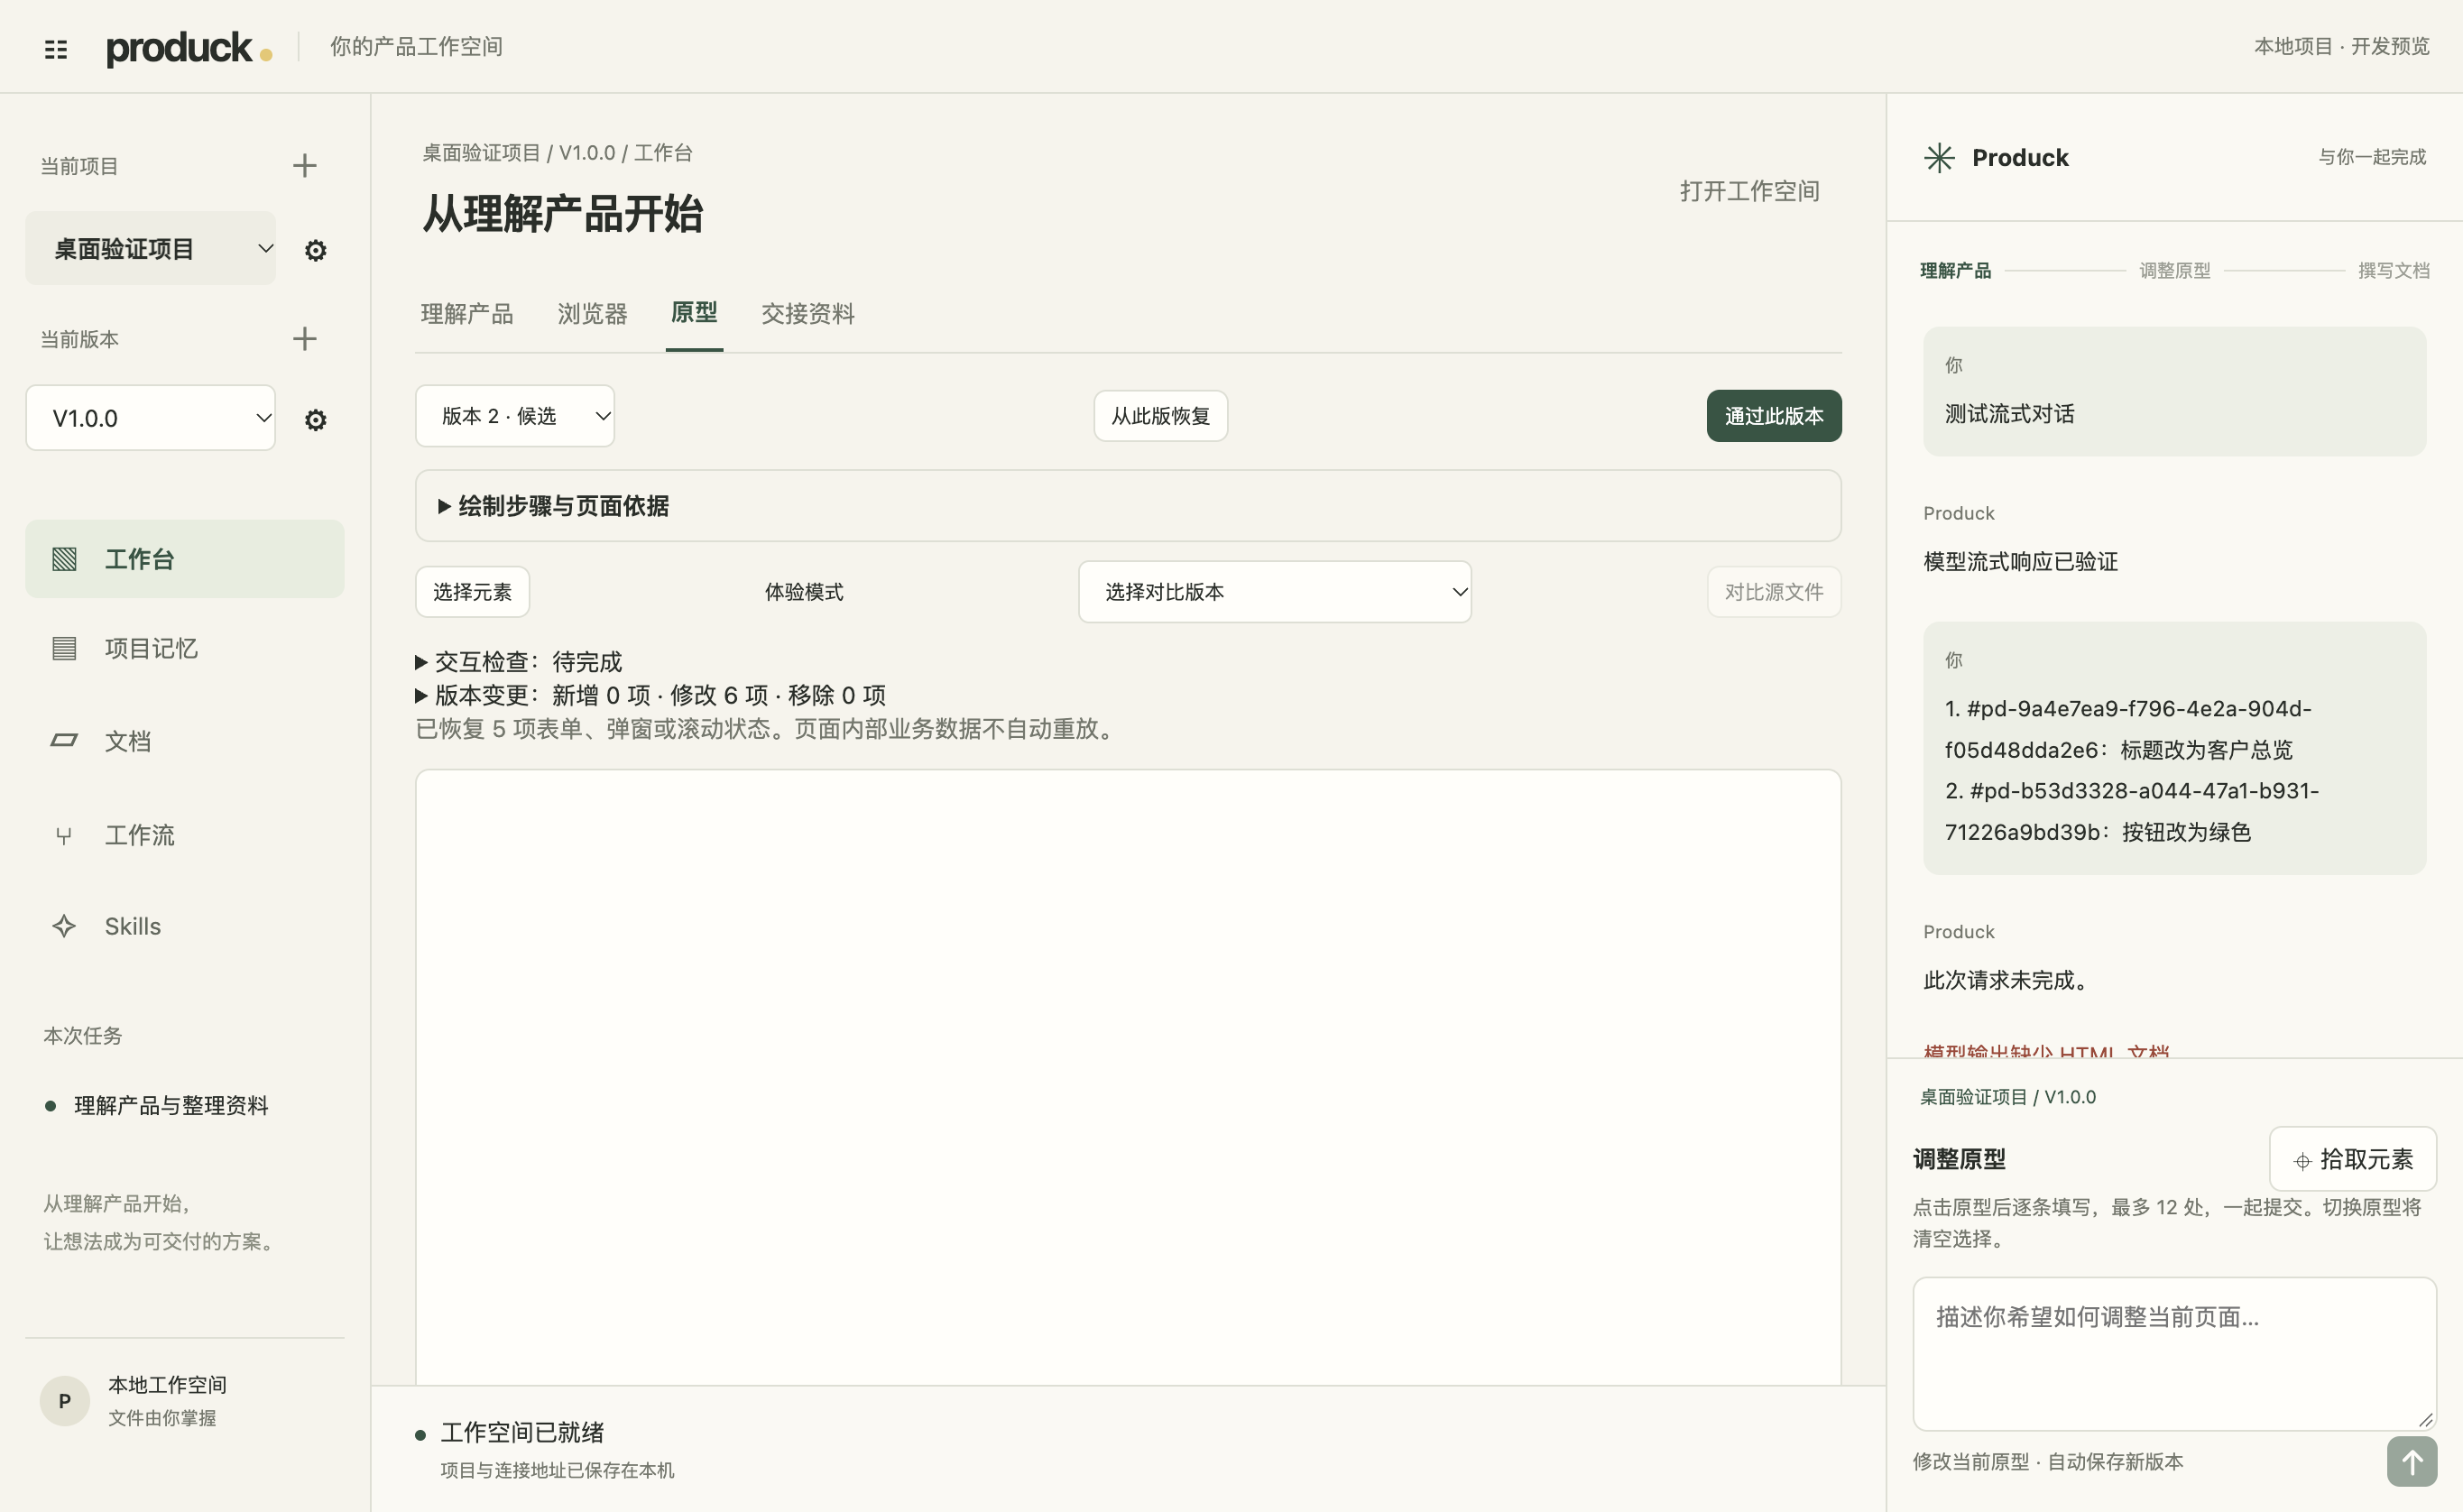 produck
你的产品工作空间
本地项目 · 开发预览
当前项目
桌面验证项目
当前版本
V1.0.0
工作台
项目记忆
文档
工作流
Skills
本次任务
理解产品与整理资料
从理解产品开始，
让想法成为可交付的方案。
P
本地工作空间
文件由你掌握
桌面验证项目 / V1.0.0 / 工作台
从理解产品开始
打开工作空间
理解产品
浏览器
原型
交接资料
版本 2 · 候选
从此版恢复
通过此版本
绘制步骤与页面依据
选择元素
体验模式
选择对比版本
对比源文件
交互检查：待完成
版本变更：新增 0 项 · 修改 6 项 · 移除 0 项
已恢复 5 项表单、弹窗或滚动状态。页面内部业务数据不自动重放。
工作空间已就绪
项目与连接地址已保存在本机
Produck
与你一起完成
理解产品
调整原型
撰写文档
你
测试流式对话
Produck
模型流式响应已验证
你
1. #pd-9a4e7ea9-f796-4e2a-904d-
f05d48dda2e6：标题改为客户总览
2. #pd-b53d3328-a044-47a1-b931-
71226a9bd39b：按钮改为绿色
Produck
此次请求未完成。
模型输出缺少 HTML 文档
桌面验证项目 / V1.0.0
调整原型
拾取元素
点击原型后逐条填写，最多 12 处，一起提交。切换原型将
清空选择。
描述你希望如何调整当前页面...
修改当前原型 · 自动保存新版本